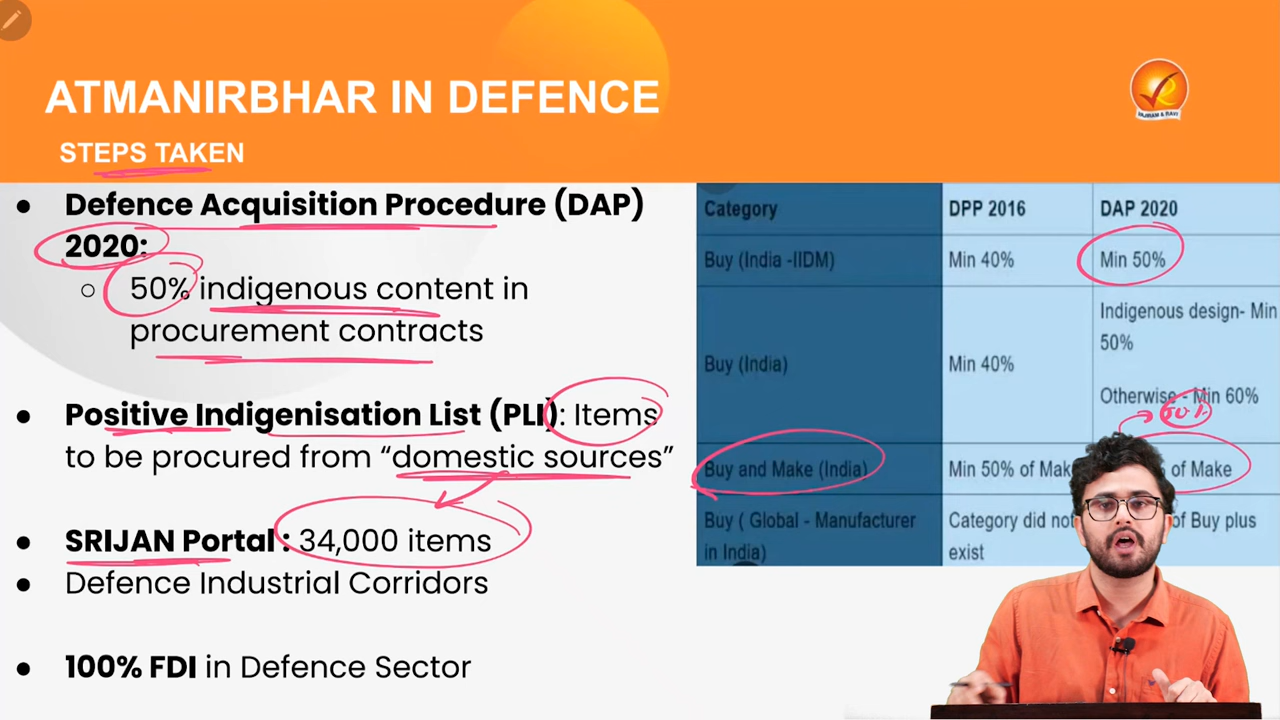 ATMANIRBHAR IN DEFENCE
STEPS TAKEN
VAJIRAM & RAVI
● Defence Acquisition Procedure (DAP)
2020:
○ 50% indigenous content in
procurement contracts
● Positive Indigenisation List (PLI): Items
to be procured from “domestic sources”
● SRIJAN Portal : 34,000 items
● Defence Industrial Corridors
● 100% FDI in Defence Sector
Category DPP 2016 DAP 2020
Buy (India -IIDM) Min 40% Min 50%
Buy (India) Min 40% Indigenous design- Min
50%
Otherwise - Min 60%
50%
Buy and Make (India) Min 50% of Mak of Make
Buy ( Global - Manufacturer
in India) Category did not
exist of Buy plus